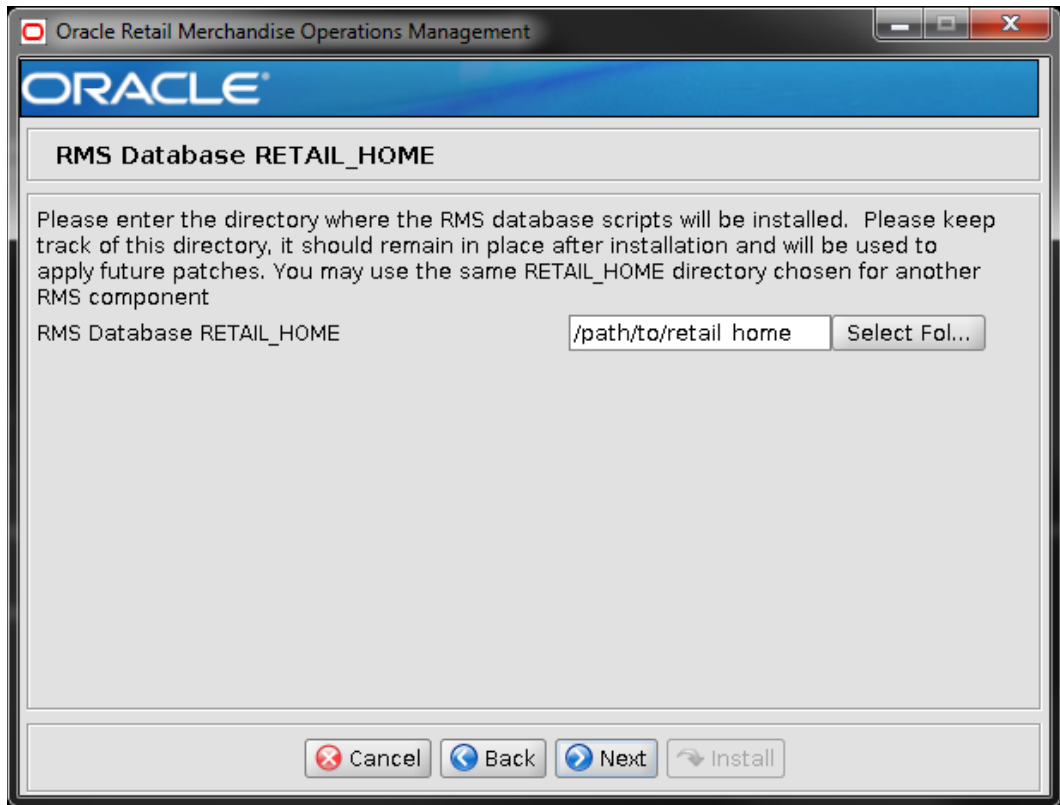 Oracle Retail Merchandise Operations Management
ORACLE
RMS Database RETAIL_HOME
Please enter the directory where the RMS database scripts will be installed.  Please keep
track of this directory, it should remain in place after installation and will be used to
apply future patches. You may use the same RETAIL_HOME directory chosen for another
RMS component
RMS Database RETAIL_HOME /path/to/retail_home Select Fol...
Cancel Back Next Install